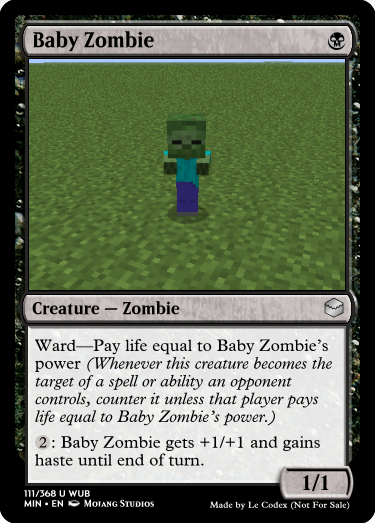 Baby Zombie
Creature — Zombie
Ward—Pay life equal to Baby Zombie's
power (Whenever this creature becomes the
target of a spell or ability an opponent
controls, counter it unless that player pays
life equal to Baby Zombie's power.)
2: Baby Zombie gets +1/+1 and gains
haste until end of turn.
1/1
111/368 U WUB
MIN • EN Mojang Studios
Made by Le Codex (Not For Sale)